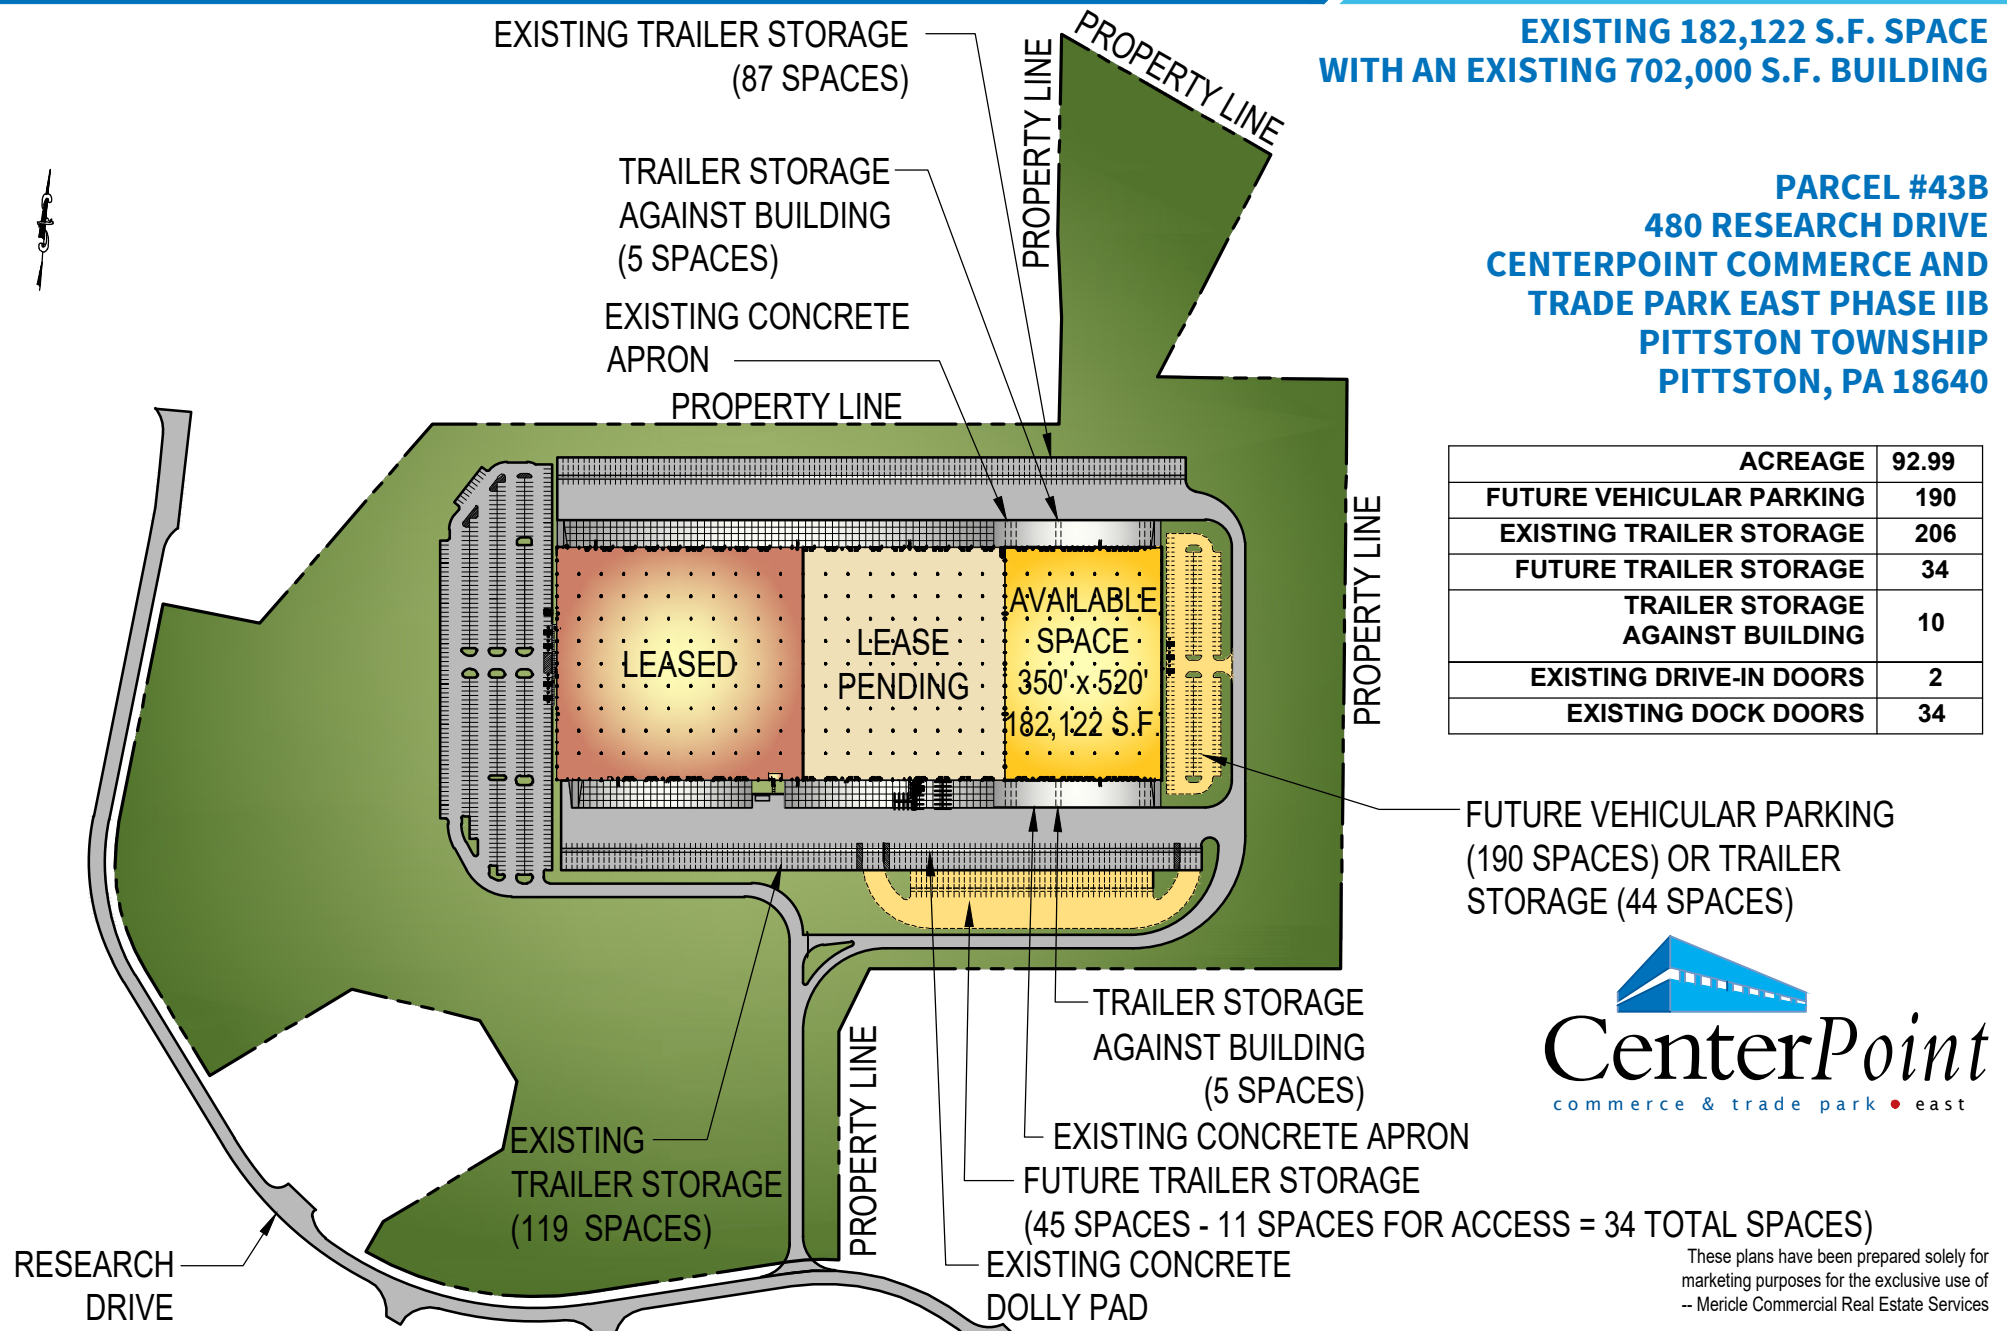 EXISTING 182,122 S.F. SPACE
WITH AN EXISTING 702,000 S.F. BUILDING
PARCEL #43B
480 RESEARCH DRIVE
CENTERPOINT COMMERCE AND
TRADE PARK EAST PHASE IIB
PITTSTON TOWNSHIP
PITTSTON, PA 18640
EXISTING TRAILER STORAGE
(87 SPACES)
TRAILER STORAGE
AGAINST BUILDING
(5 SPACES)
EXISTING CONCRETE
APRON
PROPERTY LINE
PROPERTY LINE
PROPERTY LINE
PROPERTY LINE
ACREAGE 92.99
FUTURE VEHICULAR PARKING 190
EXISTING TRAILER STORAGE 206
FUTURE TRAILER STORAGE 34
TRAILER STORAGE
AGAINST BUILDING 10
EXISTING DRIVE-IN DOORS 2
EXISTING DOCK DOORS 34
LEASED
LEASE
PENDING
AVAILABLE
SPACE
350' x 520'
182,122 S.F.
FUTURE VEHICULAR PARKING
(190 SPACES) OR TRAILER
STORAGE (44 SPACES)
CenterPoint
commerce & trade park • east
TRAILER STORAGE
AGAINST BUILDING
(5 SPACES)
EXISTING CONCRETE APRON
FUTURE TRAILER STORAGE
(45 SPACES - 11 SPACES FOR ACCESS = 34 TOTAL SPACES)
EXISTING CONCRETE
DOLLY PAD
PROPERTY LINE
EXISTING
TRAILER STORAGE
(119 SPACES)
RESEARCH
DRIVE
These plans have been prepared solely for
marketing purposes for the exclusive use of
-- Mericle Commercial Real Estate Services